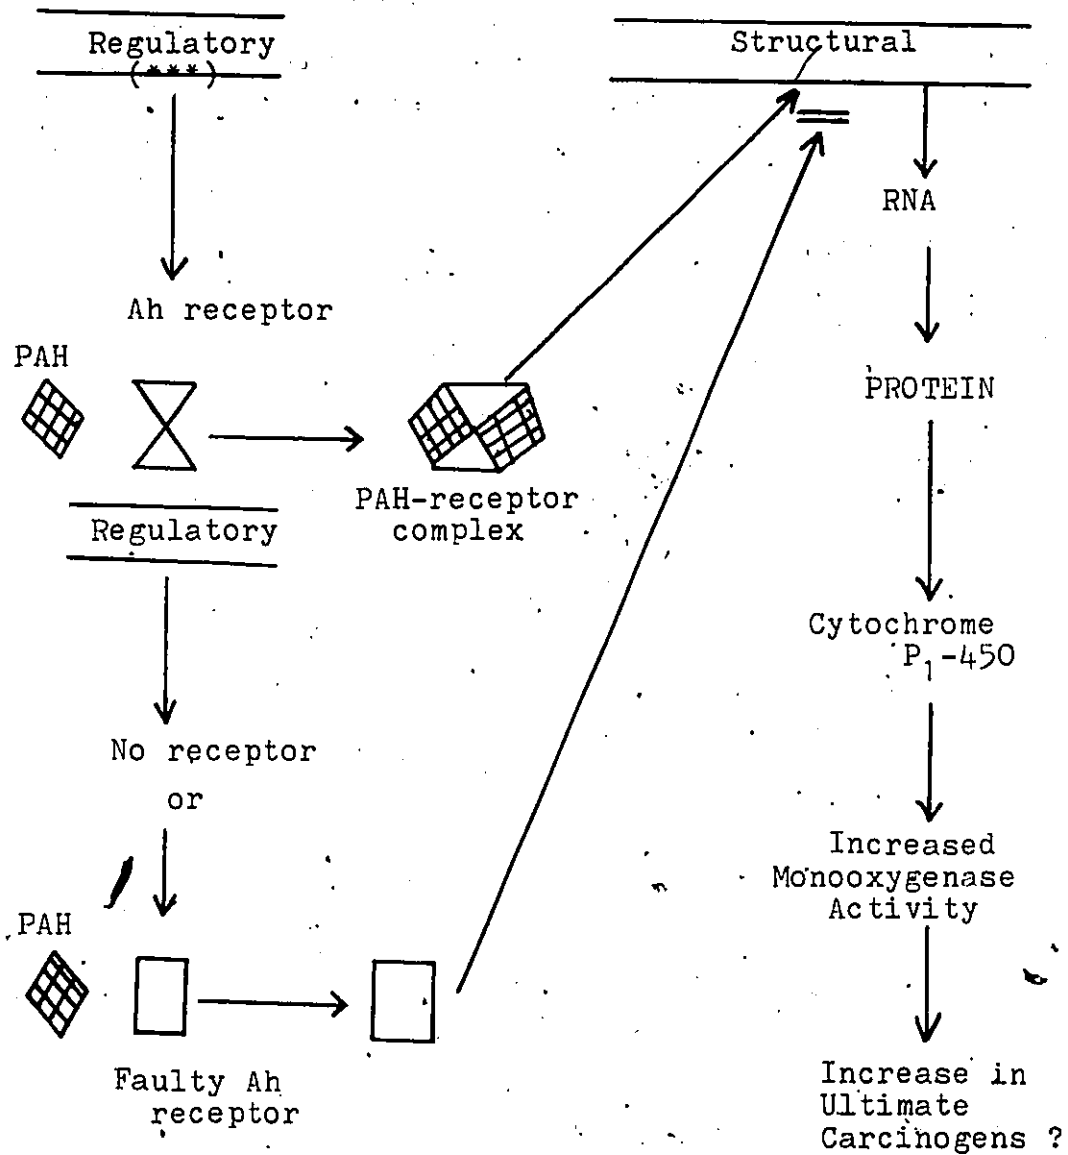 Regulatory
(***)
Ah receptor
PAH
PAH-receptor
complex
Regulatory
No receptor
or
PAH
Faulty Ah
receptor
Structural
RNA
PROTEIN
Cytochrome
P₁-450
Increased
Monooxygenase
Activity
Increase in
Ultimate
Carcinogens ?